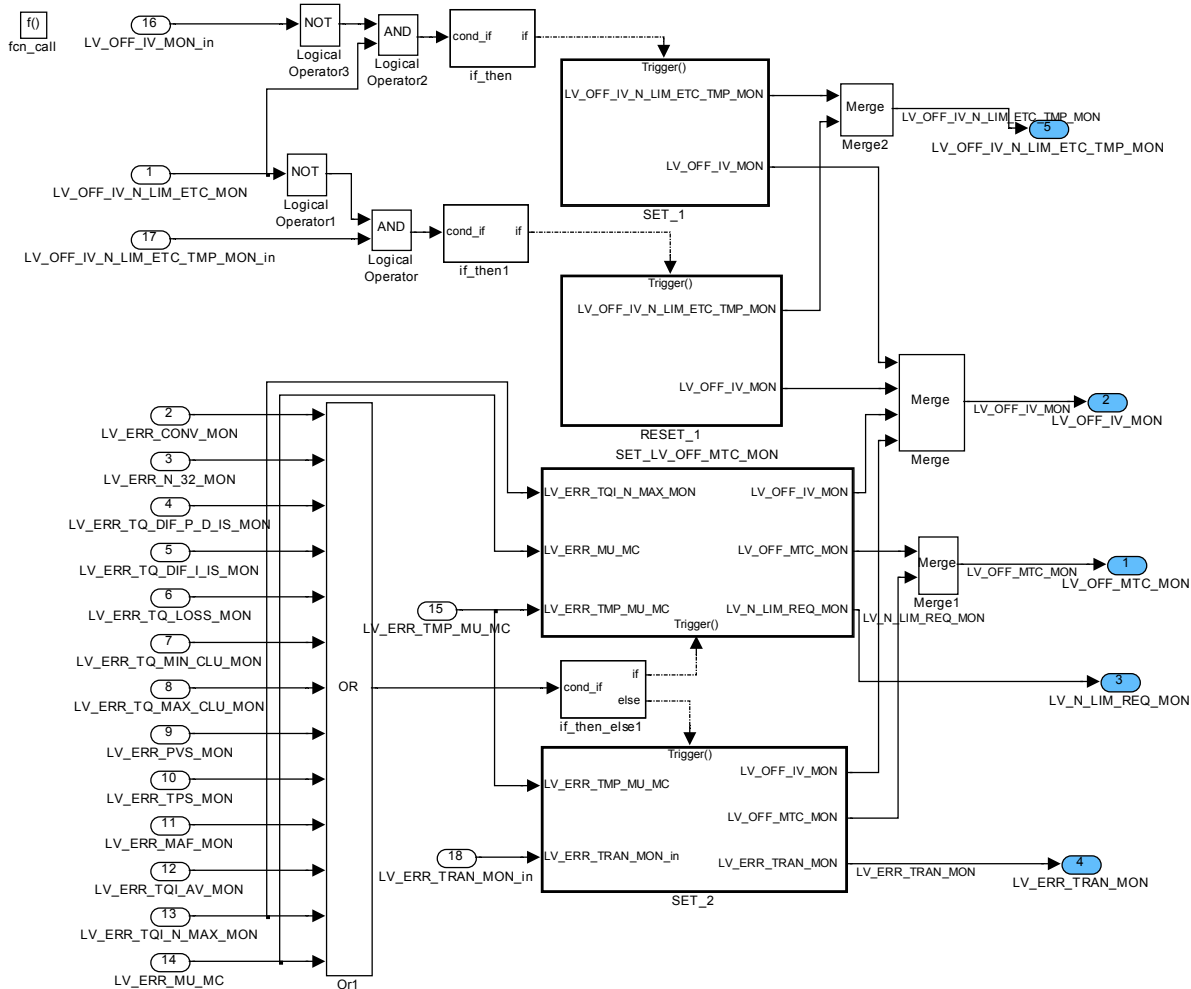 f()
fcn_call
16
LV_OFF_IV_MON_in
NOT
Logical
Operator3
AND
Logical
Operator2
cond_if
if
if_then
Trigger()
LV_OFF_IV_N_LIM_ETC_TMP_MON
LV_OFF_IV_MON
SET_1
Merge
Merge2
LV_OFF_IV_N_LIM_ETC_TMP_MON
5
LV_OFF_IV_N_LIM_ETC_TMP_MON
1
LV_OFF_IV_N_LIM_ETC_MON
NOT
Logical
Operator1
17
LV_OFF_IV_N_LIM_ETC_TMP_MON_in
AND
Logical
Operator
cond_if
if
if_then1
Trigger()
LV_OFF_IV_N_LIM_ETC_TMP_MON
LV_OFF_IV_MON
RESET_1
Merge
Merge
LV_OFF_IV_MON
2
LV_OFF_IV_MON
2
LV_ERR_CONV_MON
3
LV_ERR_N_32_MON
4
LV_ERR_TQ_DIF_P_D_IS_MON
5
LV_ERR_TQ_DIF_I_IS_MON
6
LV_ERR_TQ_LOSS_MON
7
LV_ERR_TQ_MIN_CLU_MON
8
LV_ERR_TQ_MAX_CLU_MON
9
LV_ERR_PVS_MON
10
LV_ERR_TPS_MON
11
LV_ERR_MAF_MON
12
LV_ERR_TQI_AV_MON
13
LV_ERR_TQI_N_MAX_MON
14
LV_ERR_MU_MC
OR
Or1
15
LV_ERR_TMP_MU_MC
SET_LV_OFF_MTC_MON
LV_ERR_TQI_N_MAX_MON
LV_OFF_IV_MON
LV_ERR_MU_MC
LV_OFF_MTC_MON
LV_ERR_TMP_MU_MC
LV_N_LIM_REQ_MON
Trigger()
Merge
Merge1
LV_OFF_MTC_MON
1
LV_OFF_MTC_MON
LV_N_LIM_REQ_MON
3
LV_N_LIM_REQ_MON
cond_if
if
else
if_then_else1
Trigger()
LV_ERR_TMP_MU_MC
LV_OFF_IV_MON
LV_OFF_MTC_MON
LV_ERR_TRAN_MON_in
LV_ERR_TRAN_MON
SET_2
18
LV_ERR_TRAN_MON_in
LV_ERR_TRAN_MON
4
LV_ERR_TRAN_MON